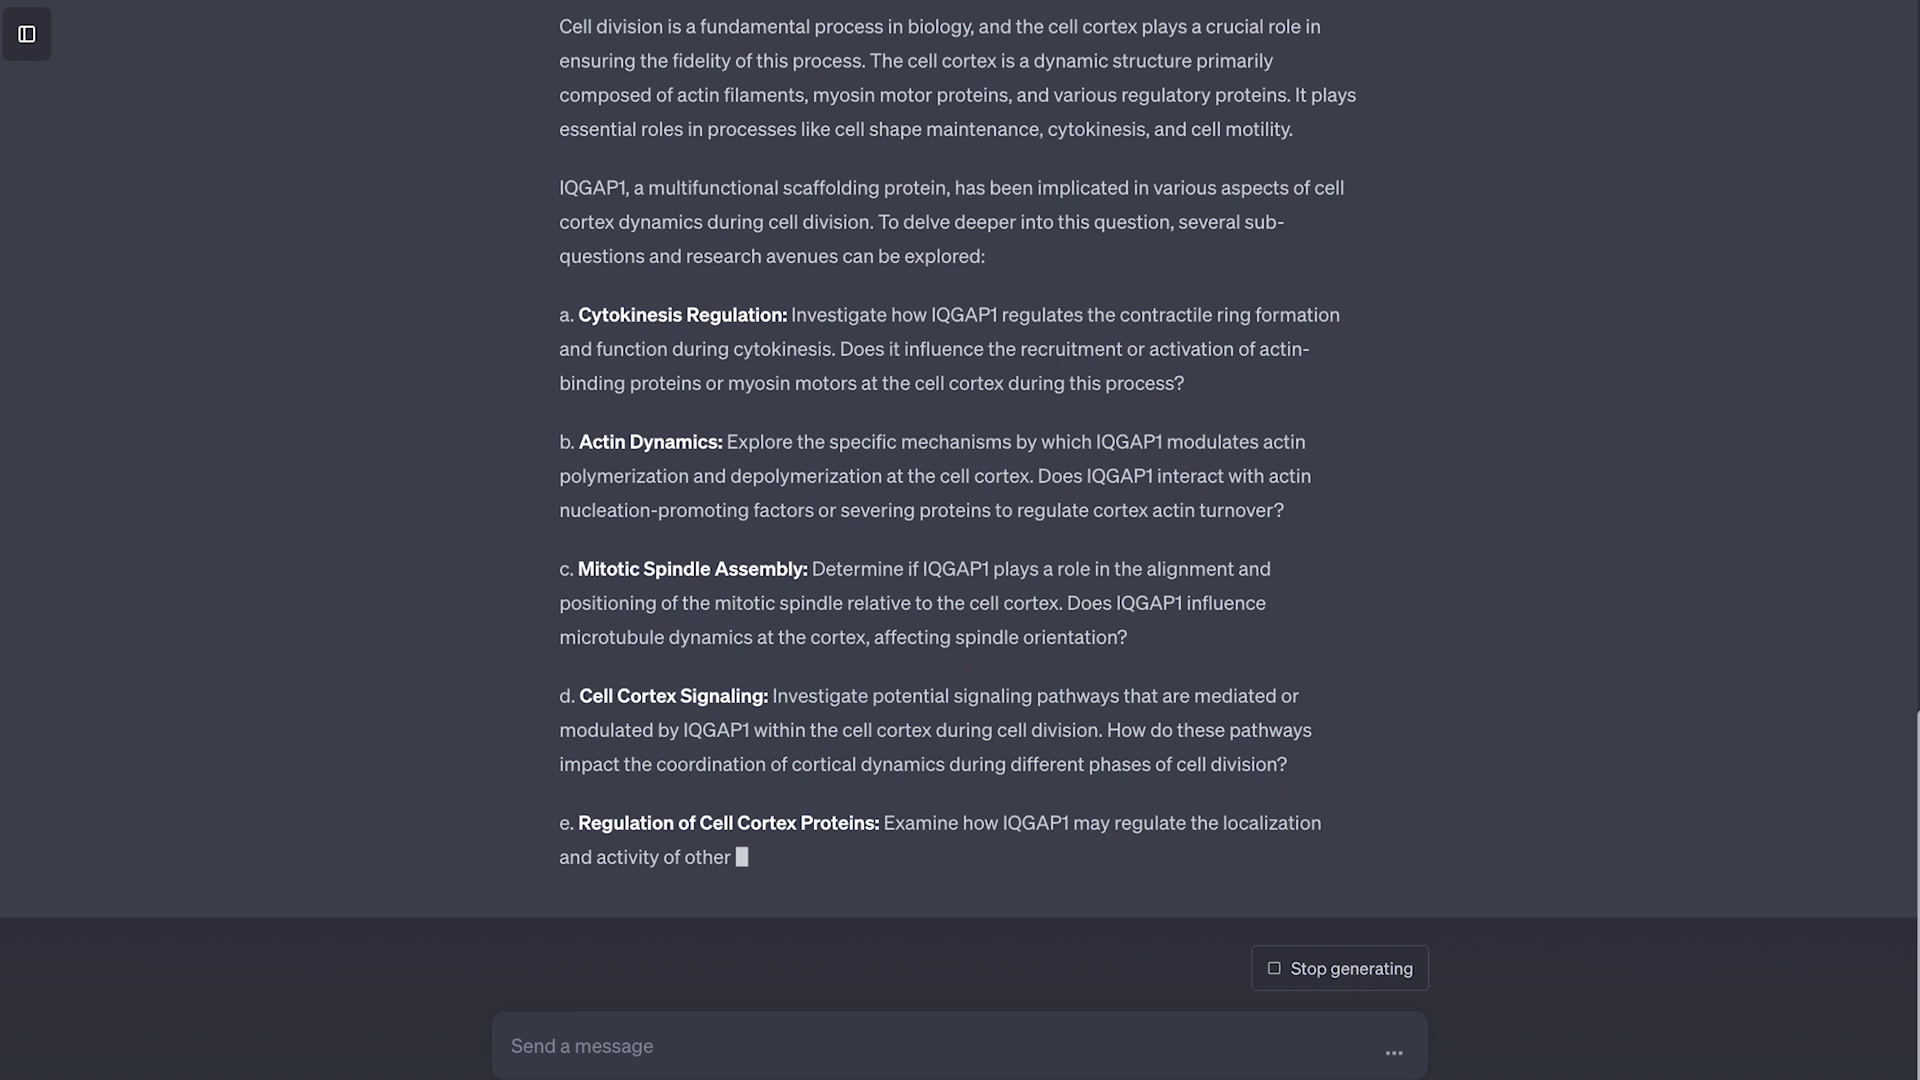 Cell division is a fundamental process in biology, and the cell cortex plays a crucial role in
ensuring the fidelity of this process. The cell cortex is a dynamic structure primarily
composed of actin filaments, myosin motor proteins, and various regulatory proteins. It plays
essential roles in processes like cell shape maintenance, cytokinesis, and cell motility.
IQGAP1, a multifunctional scaffolding protein, has been implicated in various aspects of cell
cortex dynamics during cell division. To delve deeper into this question, several sub-
questions and research avenues can be explored:
a. Cytokinesis Regulation: Investigate how IQGAP1 regulates the contractile ring formation
and function during cytokinesis. Does it influence the recruitment or activation of actin-
binding proteins or myosin motors at the cell cortex during this process?
b. Actin Dynamics: Explore the specific mechanisms by which IQGAP1 modulates actin
polymerization and depolymerization at the cell cortex. Does IQGAP1 interact with actin
nucleation-promoting factors or severing proteins to regulate cortex actin turnover?
c. Mitotic Spindle Assembly: Determine if IQGAP1 plays a role in the alignment and
positioning of the mitotic spindle relative to the cell cortex. Does IQGAP1 influence
microtubule dynamics at the cortex, affecting spindle orientation?
d. Cell Cortex Signaling: Investigate potential signaling pathways that are mediated or
modulated by IQGAP1 within the cell cortex during cell division. How do these pathways
impact the coordination of cortical dynamics during different phases of cell division?
e. Regulation of Cell Cortex Proteins: Examine how IQGAP1 may regulate the localization
and activity of other
Stop generating
Send a message